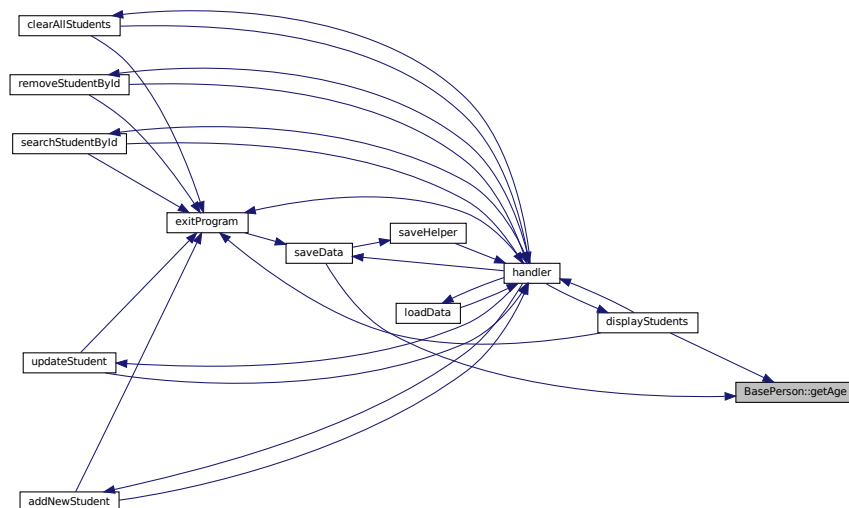 clearAllStudents
removeStudentById
searchStudentById
exitProgram
saveHelper
saveData
handler
loadData
displayStudents
updateStudent
BasePerson::getAge
addNewStudent